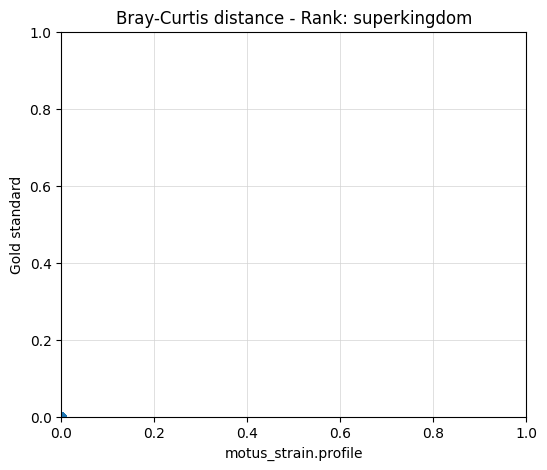 Bray-Curtis distance - Rank: superkingdom
1.0
0.8
0.6
0.4
0.2
0.0
Gold standard
0.0 0.2 0.4 0.6 0.8 1.0
motus_strain.profile